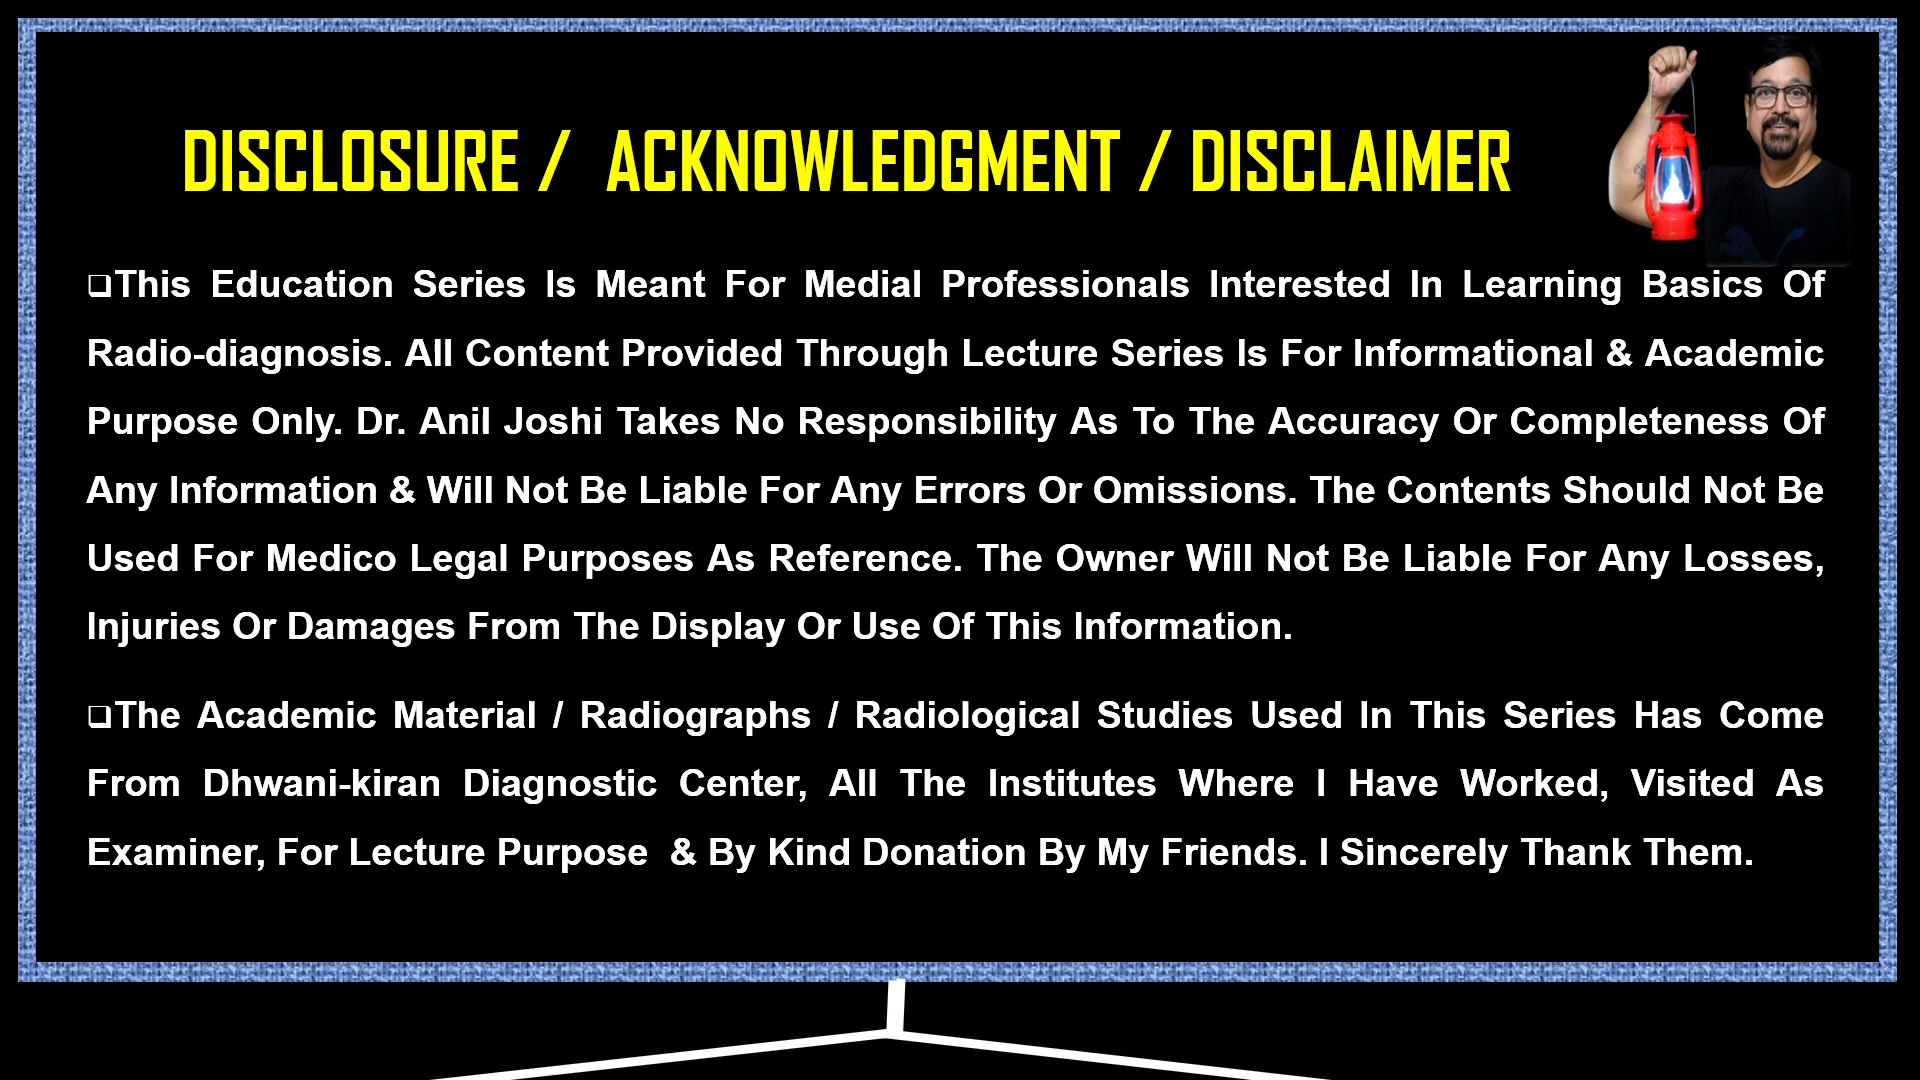 DISCLOSURE / ACKNOWLEDGMENT / DISCLAIMER
❑This Education Series Is Meant For Medial Professionals Interested In Learning Basics Of
Radio-diagnosis. All Content Provided Through Lecture Series Is For Informational & Academic
Purpose Only. Dr. Anil Joshi Takes No Responsibility As To The Accuracy Or Completeness Of
Any Information & Will Not Be Liable For Any Errors Or Omissions. The Contents Should Not Be
Used For Medico Legal Purposes As Reference. The Owner Will Not Be Liable For Any Losses,
Injuries Or Damages From The Display Or Use Of This Information.
❑The Academic Material / Radiographs / Radiological Studies Used In This Series Has Come
From Dhwani-kiran Diagnostic Center, All The Institutes Where I Have Worked, Visited As
Examiner, For Lecture Purpose & By Kind Donation By My Friends. I Sincerely Thank Them.